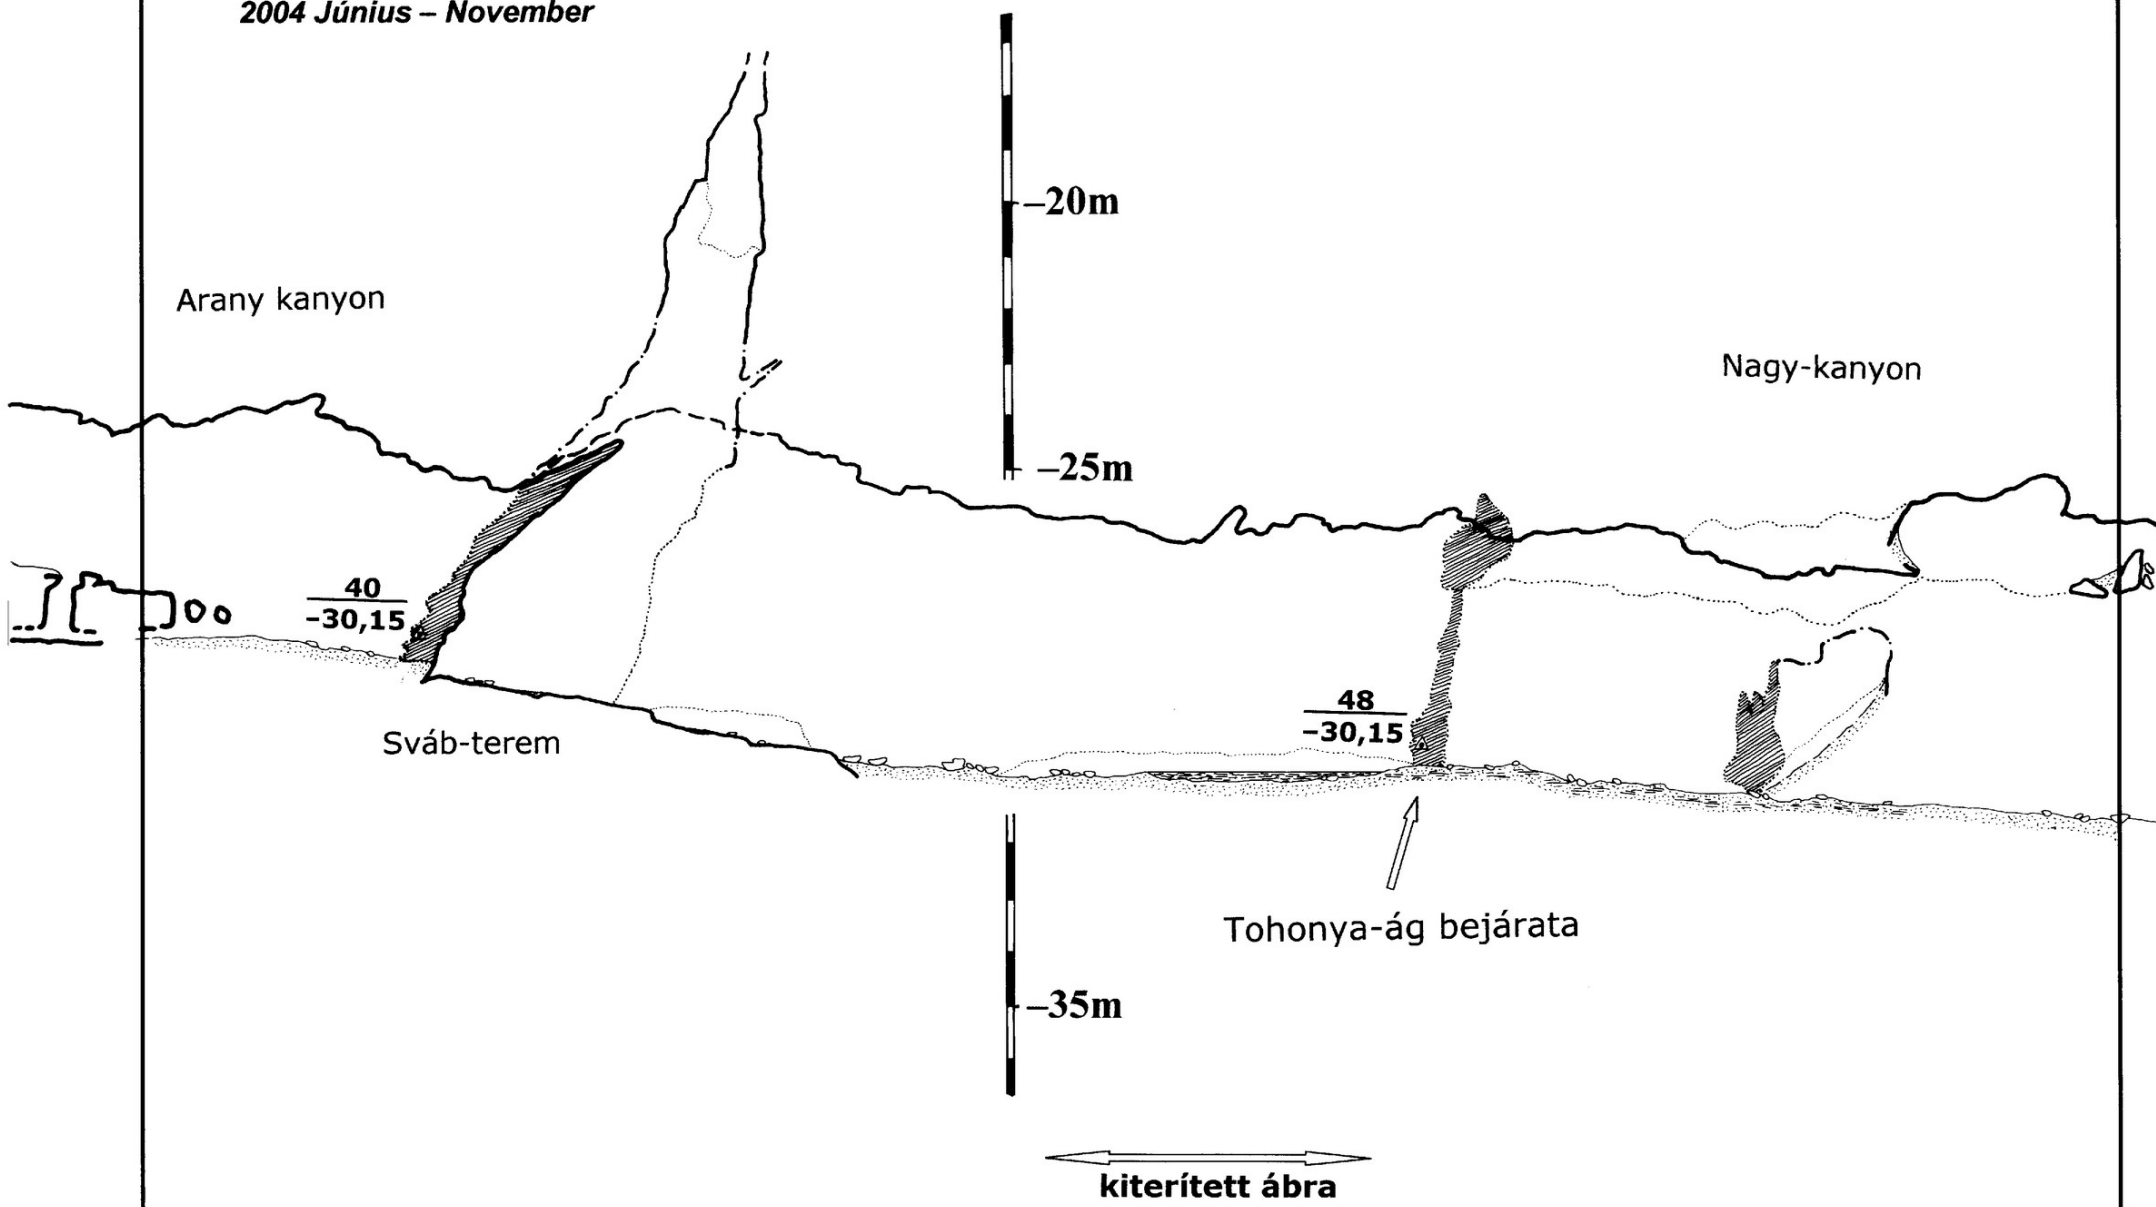 2004 Június – November
–20m
Arany kanyon
Nagy-kanyon
–25m
40
–30,15
48
–30,15
Sváb-terem
Tohonya-ág bejárata
–35m
kiterített ábra